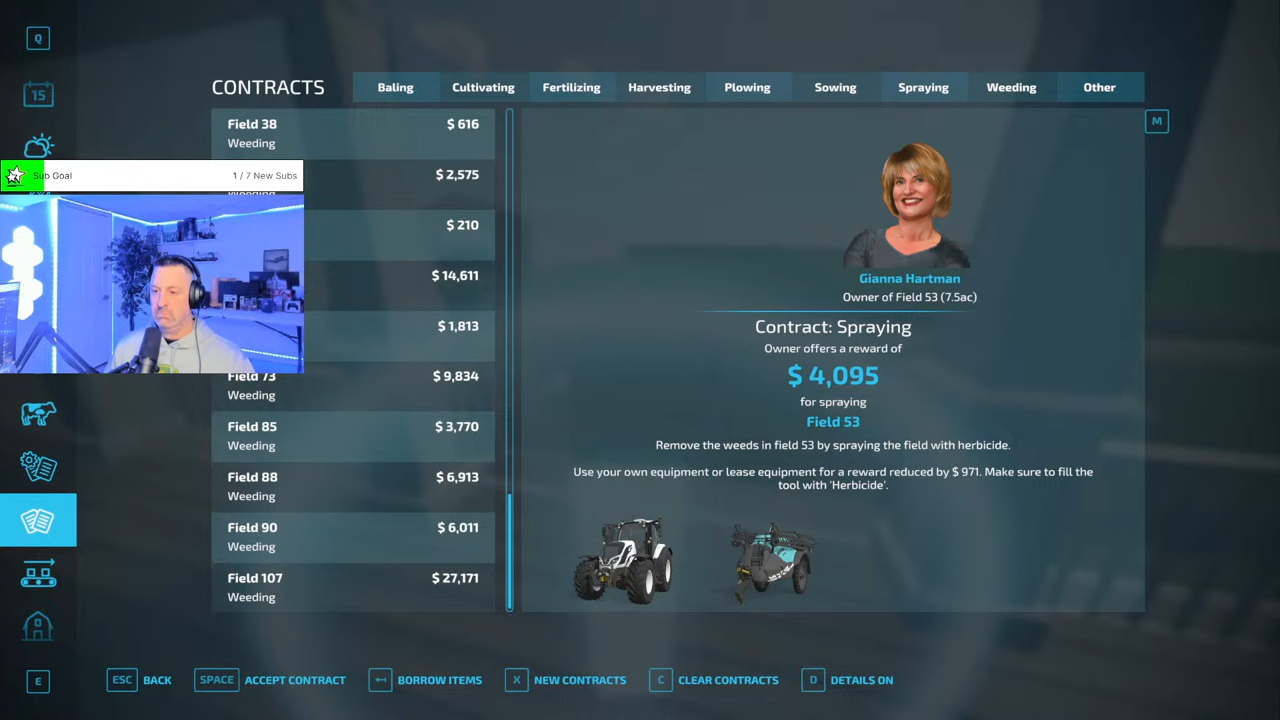 Q
CONTRACTS
Baling
Cultivating
Fertilizing
Harvesting
Plowing
Sowing
Spraying
Weeding
Other
15
M
Field 38
$ 616
Weeding
Sub Goal
1 / 7 New Subs
$ 2,575
Weeding
$ 210
$ 14,611
$ 1,813
Field 73
$ 9,834
Weeding
Field 85
$ 3,770
Weeding
Field 88
$ 6,913
Weeding
Field 90
$ 6,011
Weeding
Field 107
$ 27,171
Weeding
Gianna Hartman
Owner of Field 53 (7.5ac)
Contract: Spraying
Owner offers a reward of
$ 4,095
for spraying
Field 53
Remove the weeds in field 53 by spraying the field with herbicide.
Use your own equipment or lease equipment for a reward reduced by $ 971. Make sure to fill the
tool with 'Herbicide'.
E
ESC BACK
SPACE ACCEPT CONTRACT
BORROW ITEMS
X NEW CONTRACTS
C CLEAR CONTRACTS
D DETAILS ON